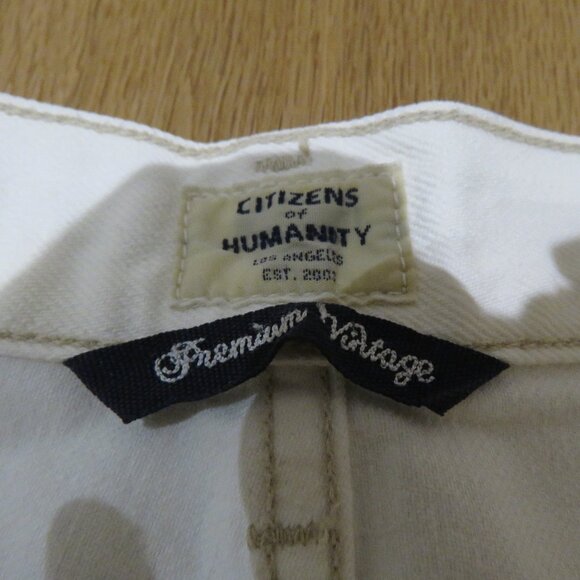 CITIZENS
OF
HUMANITY
LOS ANGELES
EST. 2001
Premium Vintage